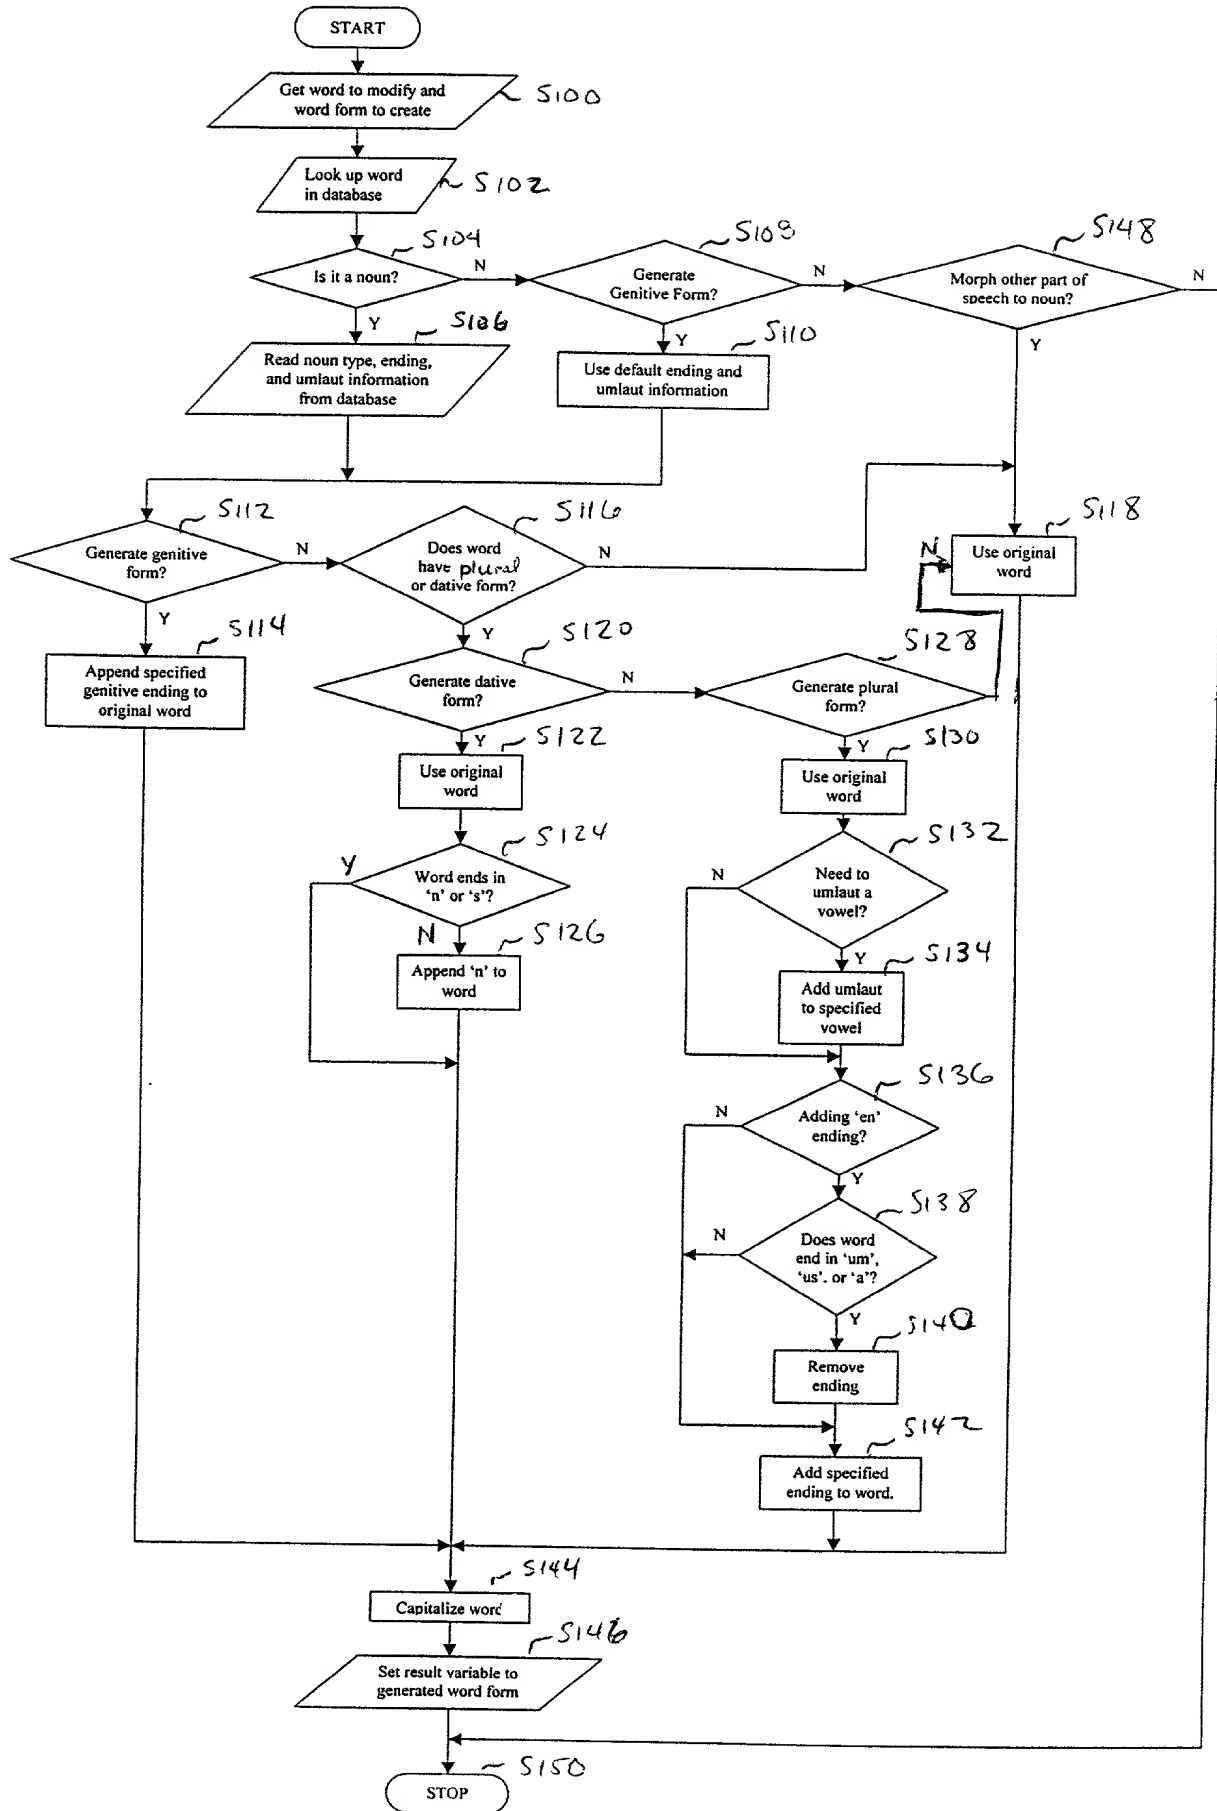 START
Get word to modify and
word form to create
S100
Look up word
in database
S102
S104
Is it a noun?
N
Y
S108
Generate
Genitive Form?
N
Y
S148
Morph other part of
speech to noun?
N
Y
S106
Read noun type, ending,
and umlaut information
from database
S110
Use default ending and
umlaut information
S112
Generate genitive
form?
N
Y
S116
Does word
have plural
or dative form?
N
Y
S118
Use original
word
N
S114
Append specified
genitive ending to
original word
S120
Generate dative
form?
N
Y
S128
Generate plural
form?
Y
S122
Use original
word
S130
Use original
word
S124
Word ends in
'n' or 's'?
Y
N
S132
Need to
umlaut a
vowel?
N
Y
S126
Append 'n' to
word
S134
Add umlaut
to specified
vowel
S136
Adding 'en'
ending?
N
Y
S138
Does word
end in 'um',
'us'. or 'a'?
N
Y
S140
Remove
ending
S142
Add specified
ending to word.
S144
Capitalize word
S146
Set result variable to
generated word form
S150
STOP